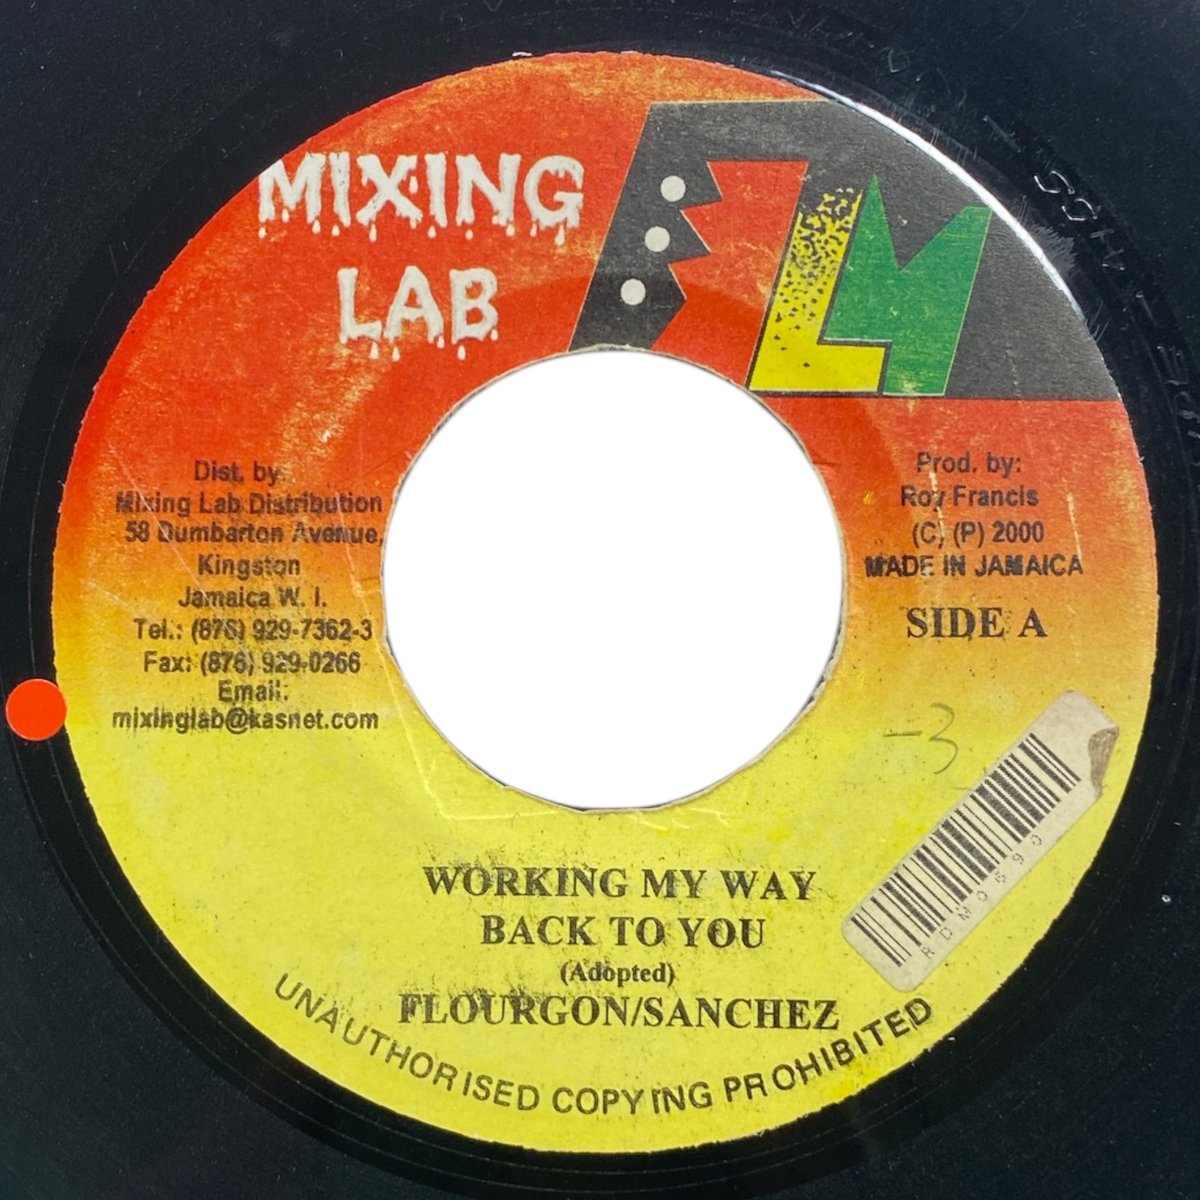 MIXING
LAB
ML
Dist. by:
Mixing Lab Distribution
58 Dumbarton Avenue,
Kingston
Jamaica W. I.
Tel.: (876) 929-7362-3
Fax: (876) 929-0266
Email:
mixinglab@kasnet.com
Prod. by:
Roy Francis
(C) (P) 2000
MADE IN JAMAICA
SIDE A
-3
WORKING MY WAY
BACK TO YOU
(Adopted)
FLOURGON/SANCHEZ
UNAUTHORISED COPYING PROHIBITED